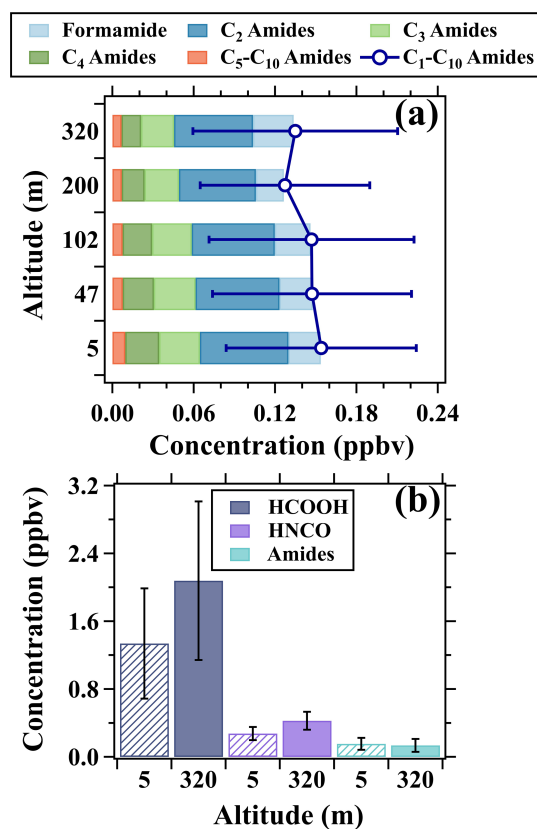 Formamide C₂ Amides C₃ Amides
C₄ Amides C₅-C₁₀ Amides C₁-C₁₀ Amides
(a)
320
200
102
47
5
Altitude (m)
0.00 0.06 0.12 0.18 0.24
Concentration (ppbv)
(b)
HCOOH
HNCO
Amides
3.2
2.4
1.6
0.8
0.0
Concentration (ppbv)
5 320 5 320 5 320
Altitude (m)